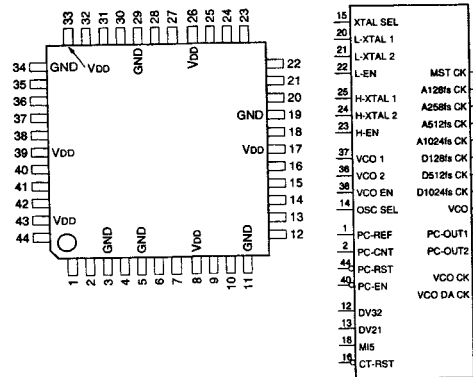 33 32 31 30 29 28 27 26 25 24 23
34 GND VDD GND VDD 22
35 21
36 20
37 GND 19
38 18
39 VDD VDD 17
40 16
41 15
42 14
43 VDD 13
44 GND GND VDD GND 12
1 2 3 4 5 6 7 8 9 10 11
15 XTAL SEL
20 L-XTAL 1
21 L-XTAL 2
22 L-EN MST CK
A128fs CK
25 H-XTAL 1 A258fs CK
24 H-XTAL 2 A512fs CK
23 H-EN A1024fs CK
37 VCO 1 D128fs CK
36 VCO 2 D512fs CK
38 VCO EN D1024fs CK
14 OSC SEL VCO
1 PC-REF PC-OUT1
2 PC-CNT PC-OUT2
44 PC-RST
40 PC-EN VCO CK
VCO DA CK
12 DV32
13 DV21
18 MI5
16 CT-RST